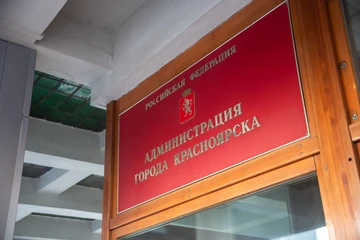 РОССИЙСКАЯ ФЕДЕРАЦИЯ
АДМИНИСТРАЦИЯ
ГОРОДА КРАСНОЯРСКА